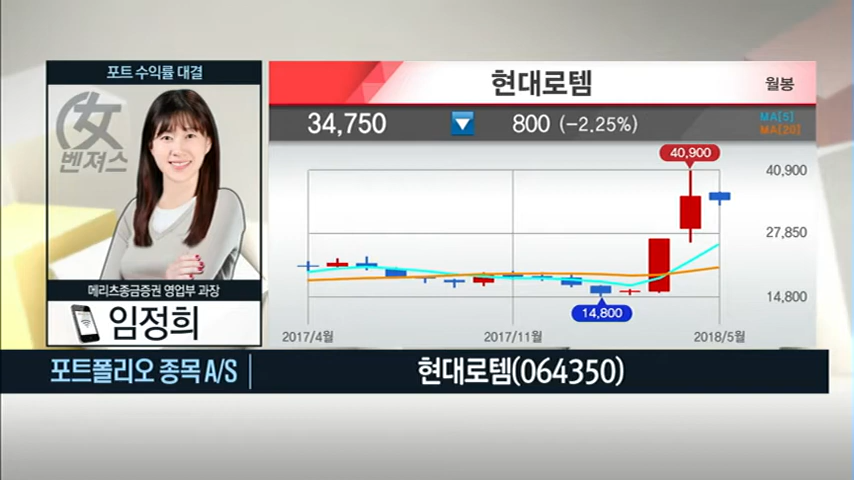 포트 수익률 대결
女
벤져스
메리츠종금증권 영업부 과장
임정희
현대로템
월봉
34,750
▼
800 (-2.25%)
MA[5]
MA[20]
40,900
40,900
27,850
14,800
14,800
2017/4월
2017/11월
2018/5월
포트폴리오 종목 A/S
현대로템(064350)